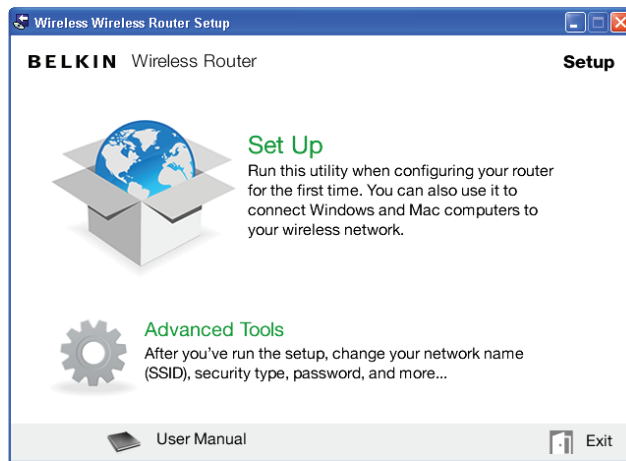 Wireless Wireless Router Setup
BELKIN Wireless Router
Setup
Set Up
Run this utility when configuring your router
for the first time. You can also use it to
connect Windows and Mac computers to
your wireless network.
Advanced Tools
After you've run the setup, change your network name
(SSID), security type, password, and more...
User Manual
Exit